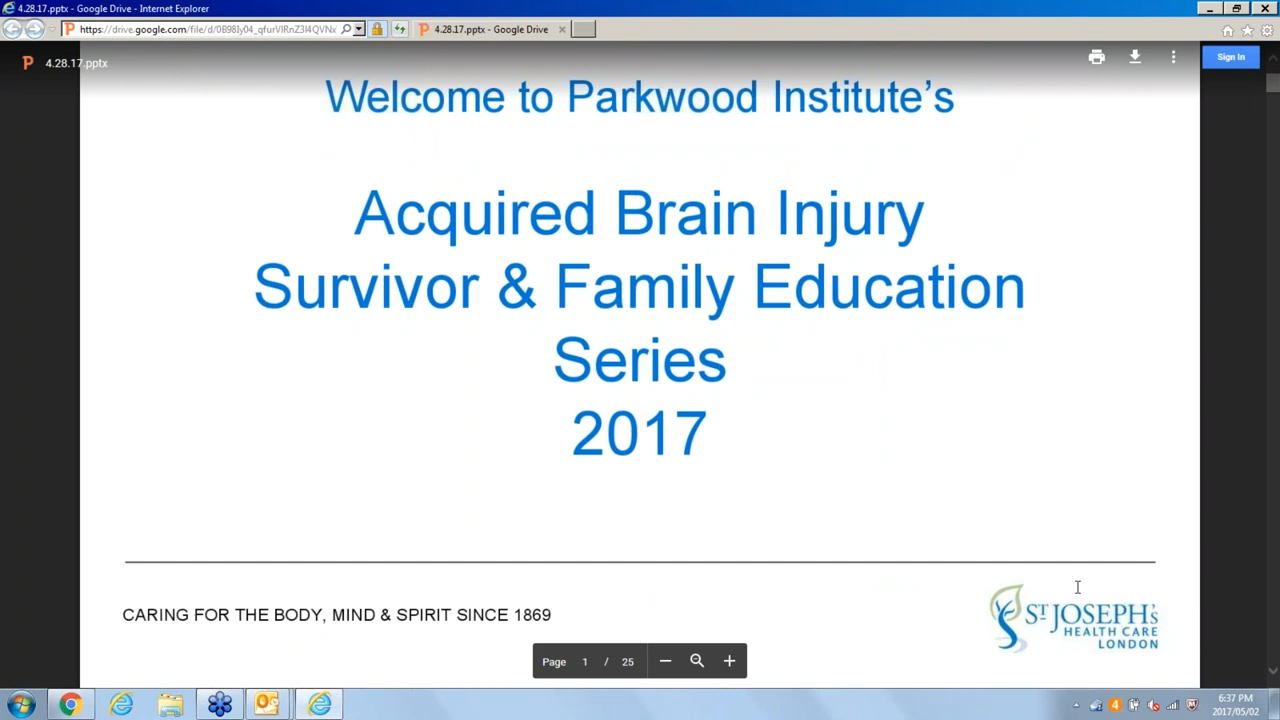 4.28.17.pptx - Google Drive - Internet Explorer
4.28.17.pptx - Google Drive
4.28.17.pptx
Sign In
Welcome to Parkwood Institute's
Acquired Brain Injury
Survivor & Family Education
Series
2017
CARING FOR THE BODY, MIND & SPIRIT SINCE 1869
ST JOSEPH'S
HEALTH CARE
LONDON
Page 1 / 25
6:37 PM
2017/05/02